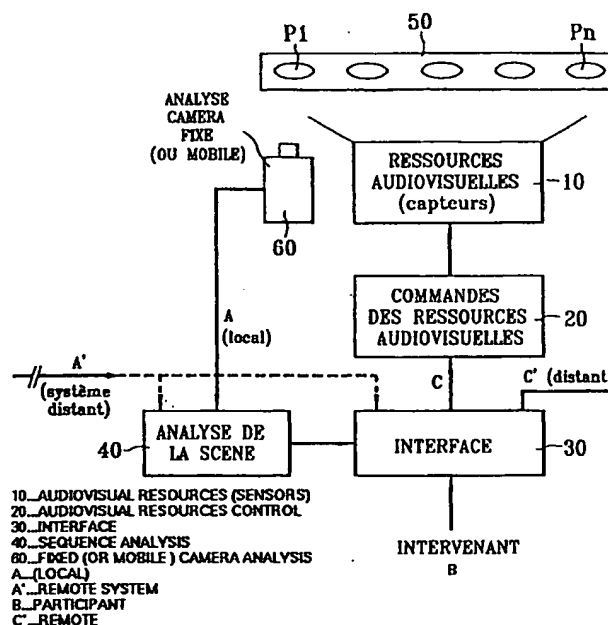 50
P1
Pn
ANALYSE
CAMERA
FIXE
(OU MOBILE)
60
RESSOURCES
AUDIOVISUELLES
(capteurs)
10
COMMANDES
DES RESSOURCES
AUDIOVISUELLES
20
A
(local)
A'
(système
distant)
C
C' (distant
40
ANALYSE DE
LA SCENE
INTERFACE
30
INTERVENANT
B
10...AUDIOVISUAL RESOURCES (SENSORS)
20...AUDIOVISUAL RESOURCES CONTROL
30...INTERFACE
40...SEQUENCE ANALYSIS
60...FIXED (OR MOBILE) CAMERA ANALYSIS
A...(LOCAL)
A'...REMOTE SYSTEM
B...PARTICIPANT
C'...REMOTE